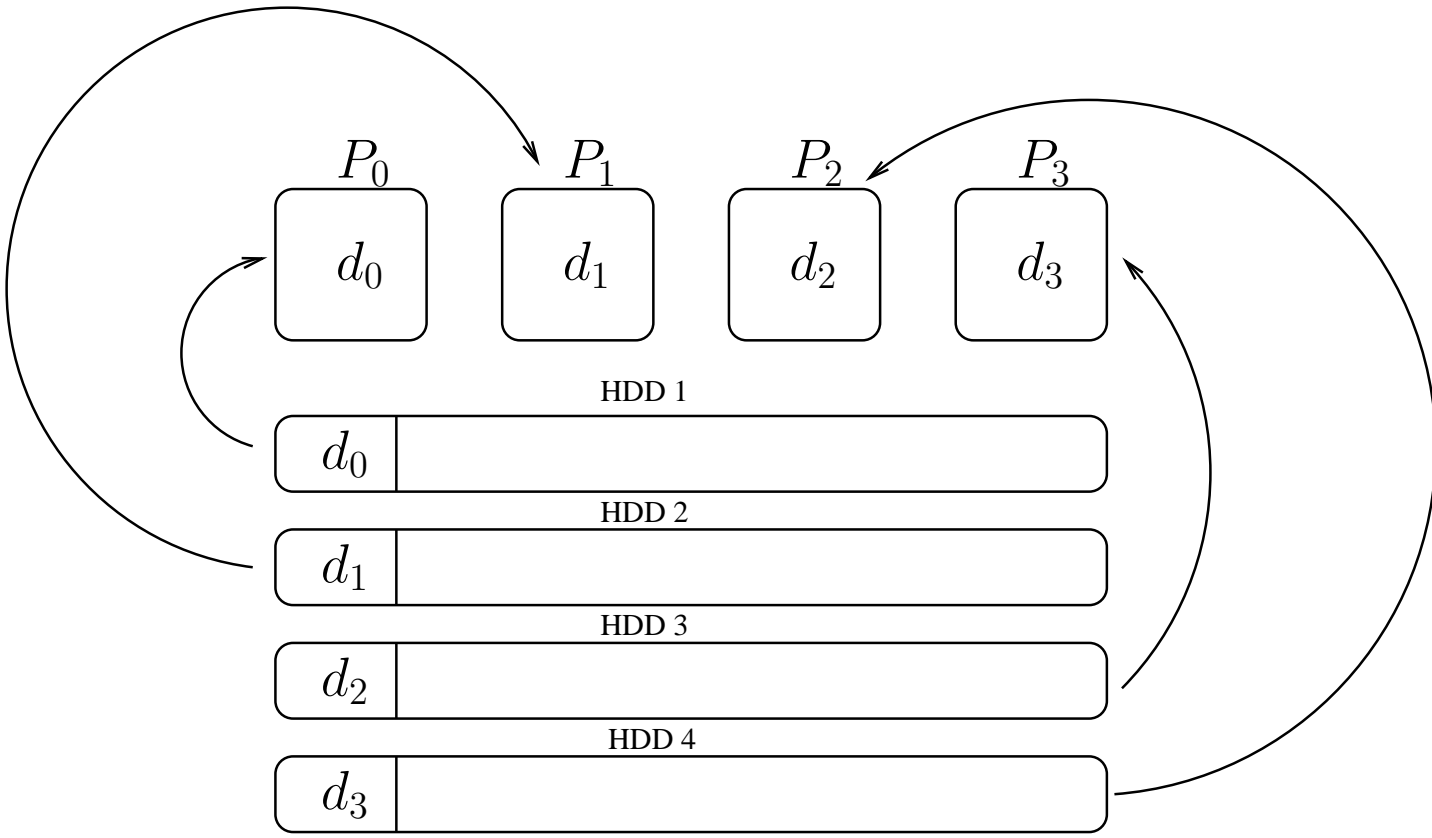 P₀ P₁ P₂ P₃
d₀ d₁ d₂ d₃
HDD 1
d₀
HDD 2
d₁
HDD 3
d₂
HDD 4
d₃